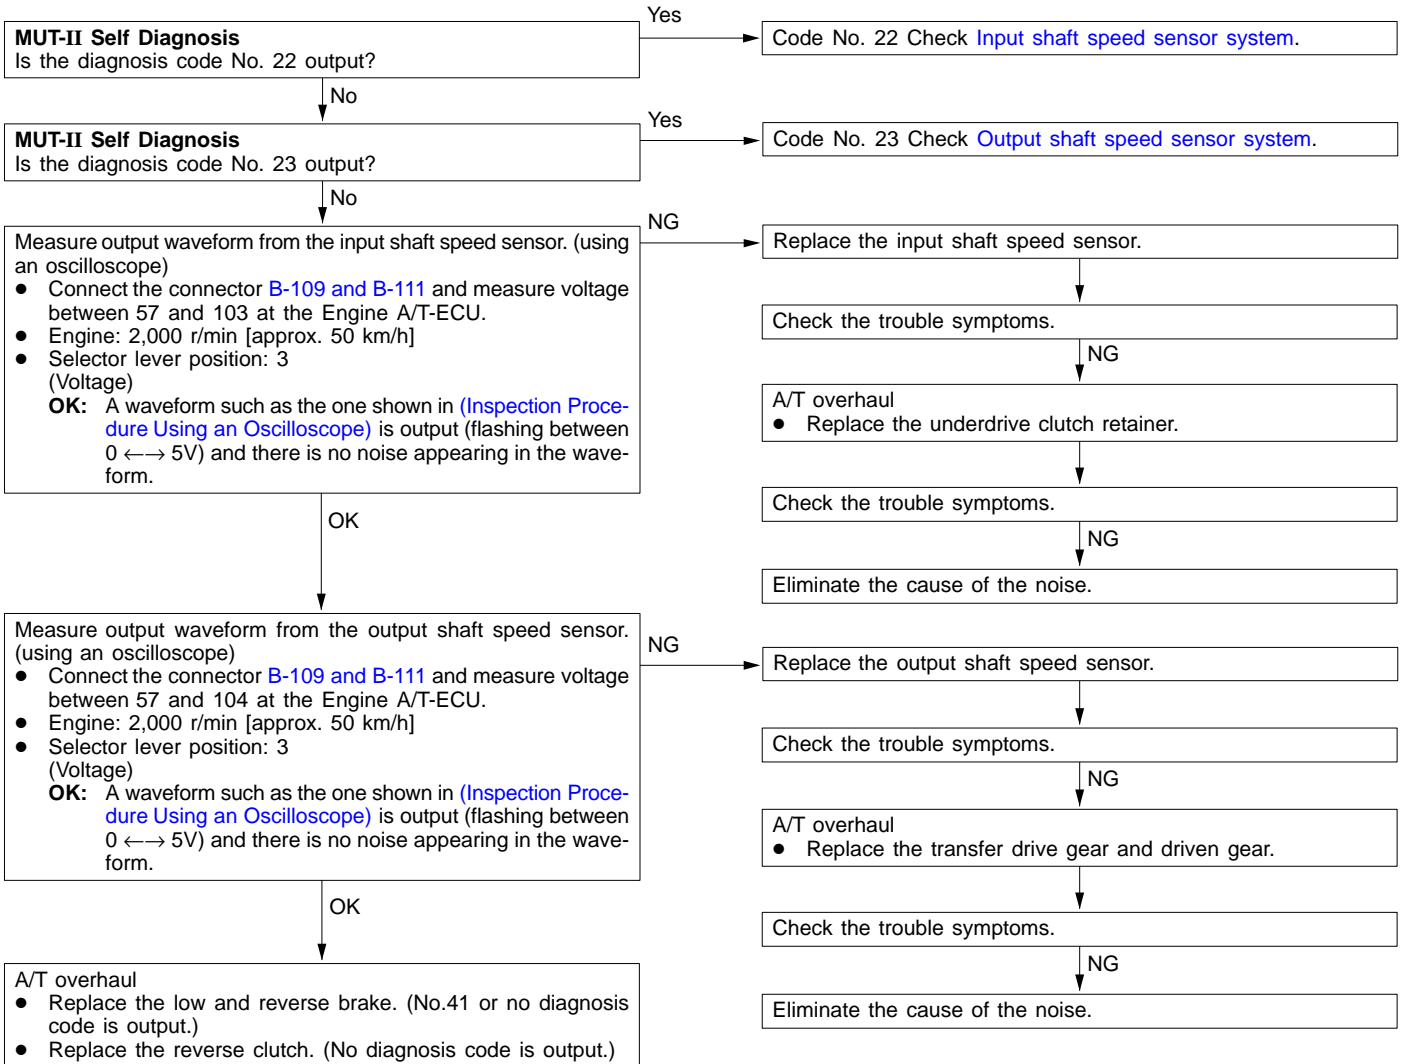 MUT-II Self Diagnosis
Is the diagnosis code No. 22 output?
Yes
Code No. 22 Check Input shaft speed sensor system.
No
MUT-II Self Diagnosis
Is the diagnosis code No. 23 output?
Yes
Code No. 23 Check Output shaft speed sensor system.
No
Measure output waveform from the input shaft speed sensor. (using
an oscilloscope)
● Connect the connector B-109 and B-111 and measure voltage
between 57 and 103 at the Engine A/T-ECU.
● Engine: 2,000 r/min [approx. 50 km/h]
● Selector lever position: 3
(Voltage)
OK: A waveform such as the one shown in (Inspection Proce-
dure Using an Oscilloscope) is output (flashing between
0 ←→ 5V) and there is no noise appearing in the wave-
form.
NG
Replace the input shaft speed sensor.
Check the trouble symptoms.
NG
A/T overhaul
● Replace the underdrive clutch retainer.
Check the trouble symptoms.
NG
Eliminate the cause of the noise.
OK
Measure output waveform from the output shaft speed sensor.
(using an oscilloscope)
● Connect the connector B-109 and B-111 and measure voltage
between 57 and 104 at the Engine A/T-ECU.
● Engine: 2,000 r/min [approx. 50 km/h]
● Selector lever position: 3
(Voltage)
OK: A waveform such as the one shown in (Inspection Proce-
dure Using an Oscilloscope) is output (flashing between
0 ←→ 5V) and there is no noise appearing in the wave-
form.
NG
Replace the output shaft speed sensor.
Check the trouble symptoms.
NG
A/T overhaul
● Replace the transfer drive gear and driven gear.
Check the trouble symptoms.
NG
Eliminate the cause of the noise.
OK
A/T overhaul
● Replace the low and reverse brake. (No.41 or no diagnosis
code is output.)
● Replace the reverse clutch. (No diagnosis code is output.)